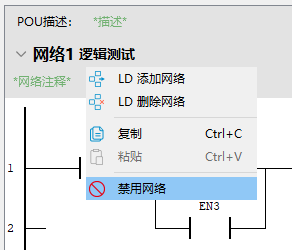 POU描述: *描述*
网络1 逻辑测试
*网络注释*
LD 添加网络
LD 删除网络
复制 Ctrl+C
粘贴 Ctrl+V
禁用网络
1
EN3
2